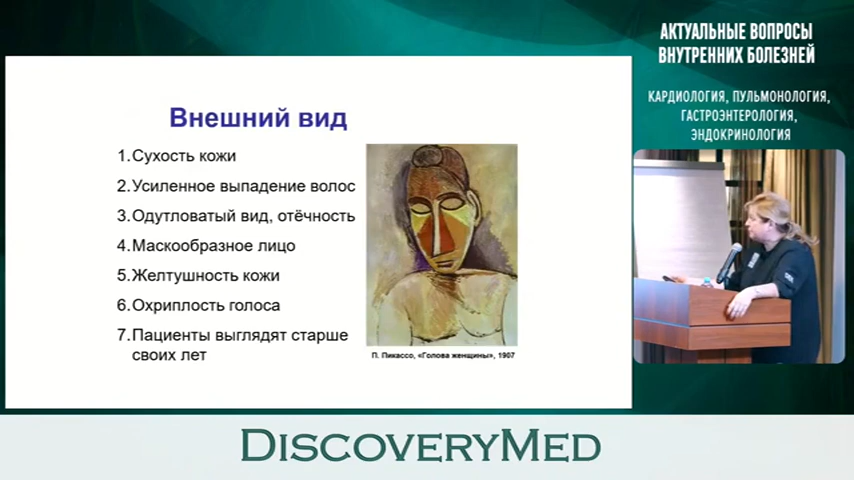 АКТУАЛЬНЫЕ ВОПРОСЫ
ВНУТРЕННИХ БОЛЕЗНЕЙ
КАРДИОЛОГИЯ, ПУЛЬМОНОЛОГИЯ,
ГАСТРОЭНТЕРОЛОГИЯ,
ЭНДОКРИНОЛОГИЯ
Внешний вид
1. Сухость кожи
2. Усиленное выпадение волос
3. Одутловатый вид, отёчность
4. Маскообразное лицо
5. Желтушность кожи
6. Охриплость голоса
7. Пациенты выглядят старше
своих лет
П. Пикассо, «Голова женщины», 1907
DISCOVERYMED